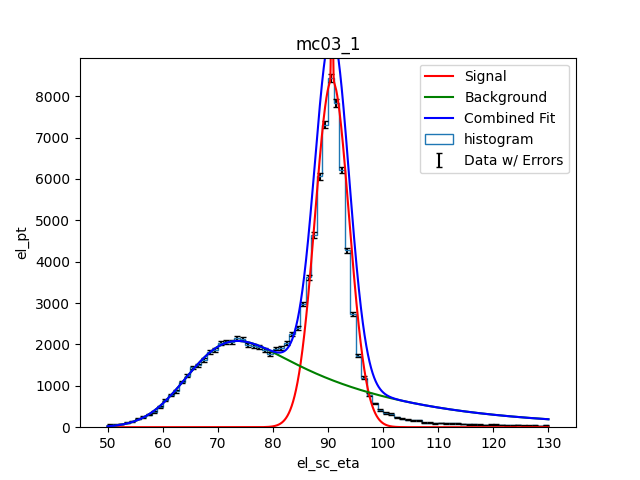 mc03_1
Signal
Background
Combined Fit
histogram
Data w/ Errors
el_pt
8000
7000
6000
5000
4000
3000
2000
1000
0
50
60
70
80
90
100
110
120
130
el_sc_eta